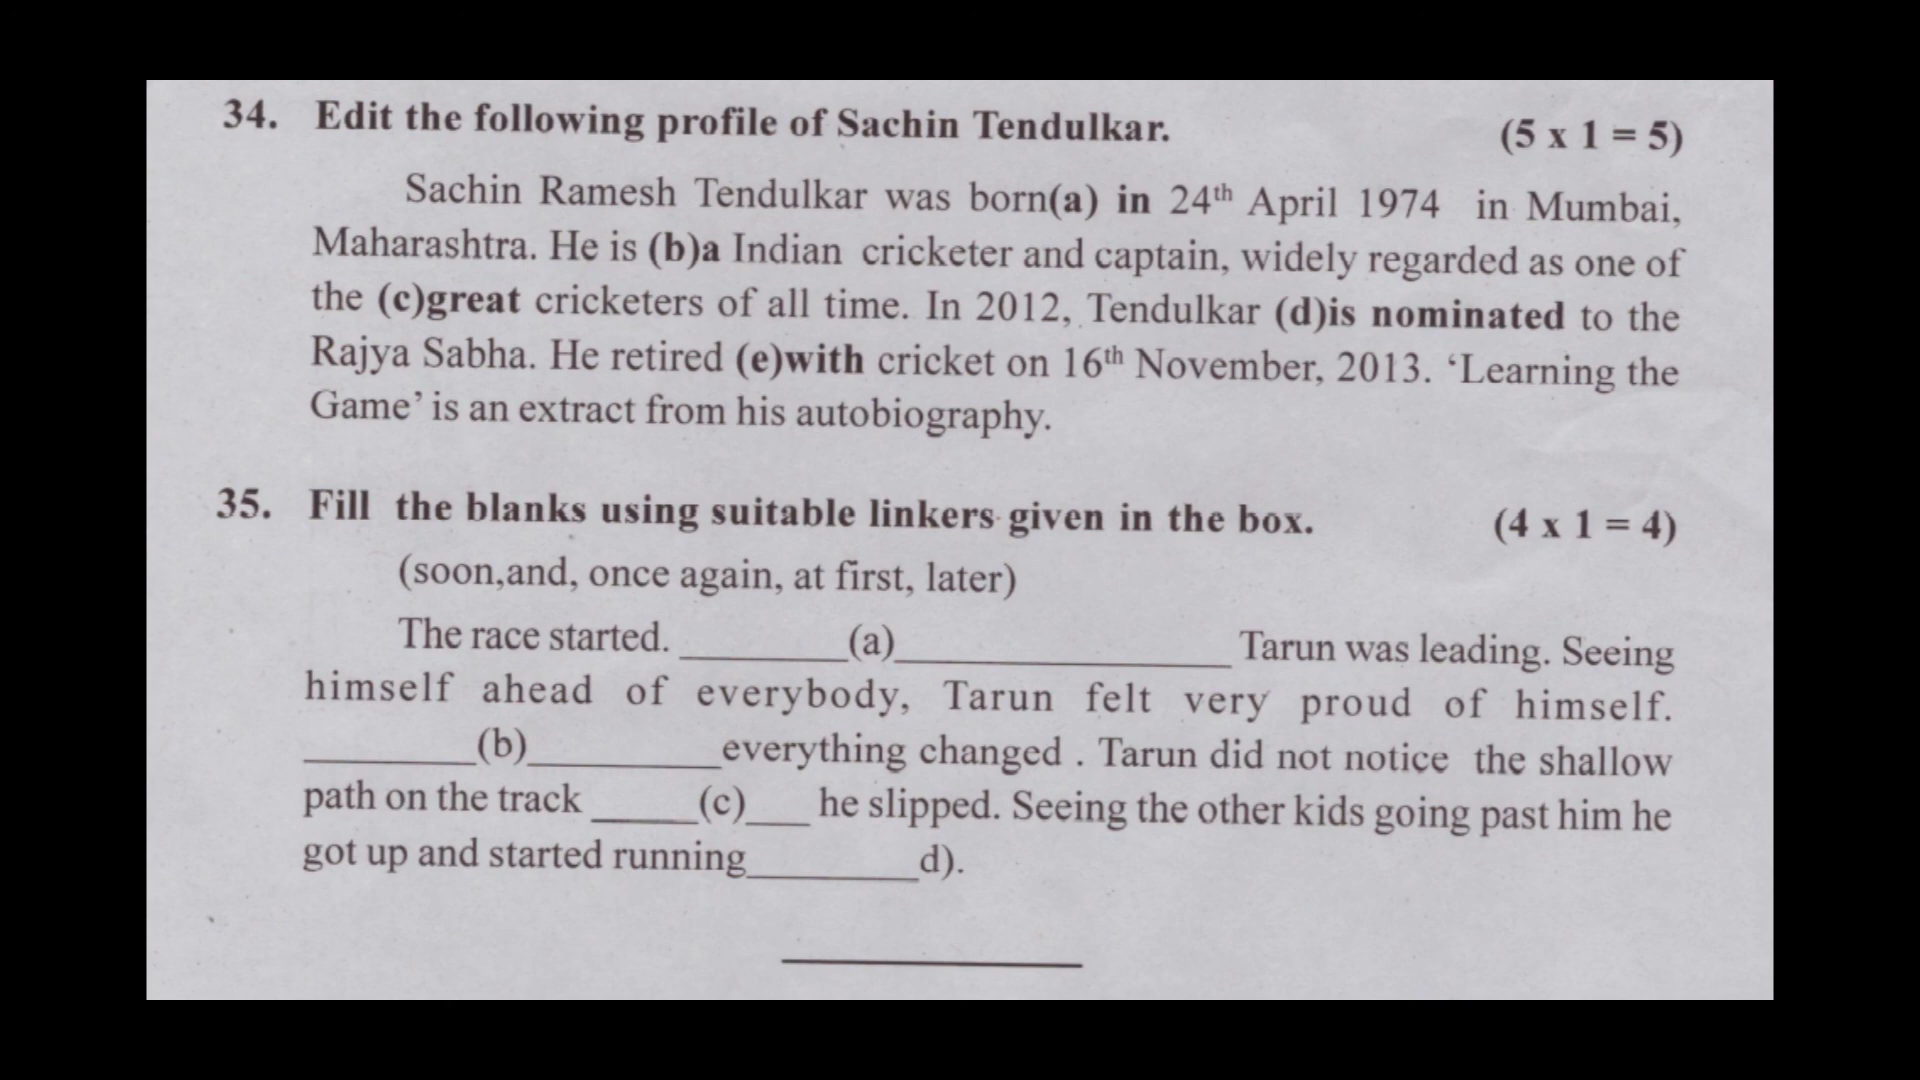 34. Edit the following profile of Sachin Tendulkar. (5 x 1 = 5)
Sachin Ramesh Tendulkar was born(a) in 24th April 1974 in Mumbai,
Maharashtra. He is (b)a Indian cricketer and captain, widely regarded as one of
the (c)great cricketers of all time. In 2012, Tendulkar (d)is nominated to the
Rajya Sabha. He retired (e)with cricket on 16th November, 2013. ‘Learning the
Game’ is an extract from his autobiography.
35. Fill the blanks using suitable linkers given in the box. (4 x 1 = 4)
(soon,and, once again, at first, later)
The race started. ________(a)________________ Tarun was leading. Seeing
himself ahead of everybody, Tarun felt very proud of himself.
________(b)_________everything changed . Tarun did not notice the shallow
path on the track _____(c)___ he slipped. Seeing the other kids going past him he
got up and started running________d).